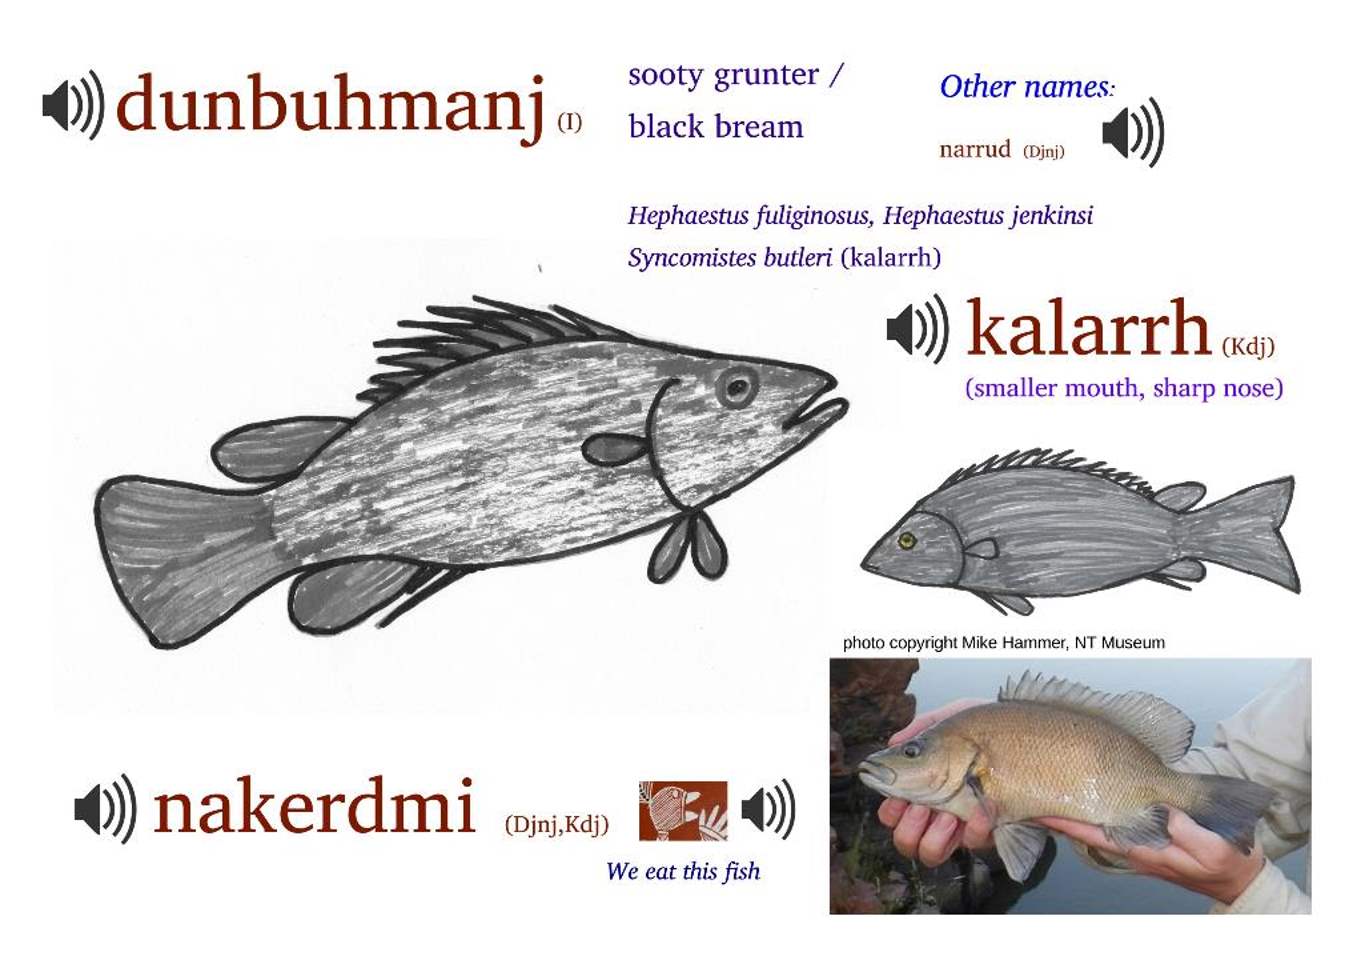 dunbuhmanj (I)
sooty grunter /
black bream
Other names:
narrud (Djnj)
Hephaestus fuliginosus, Hephaestus jenkinsi
Syncomistes butleri (kalarrh)
kalarrh (Kdj)
(smaller mouth, sharp nose)
photo copyright Mike Hammer, NT Museum
nakerdmi (Djnj,Kdj)
We eat this fish